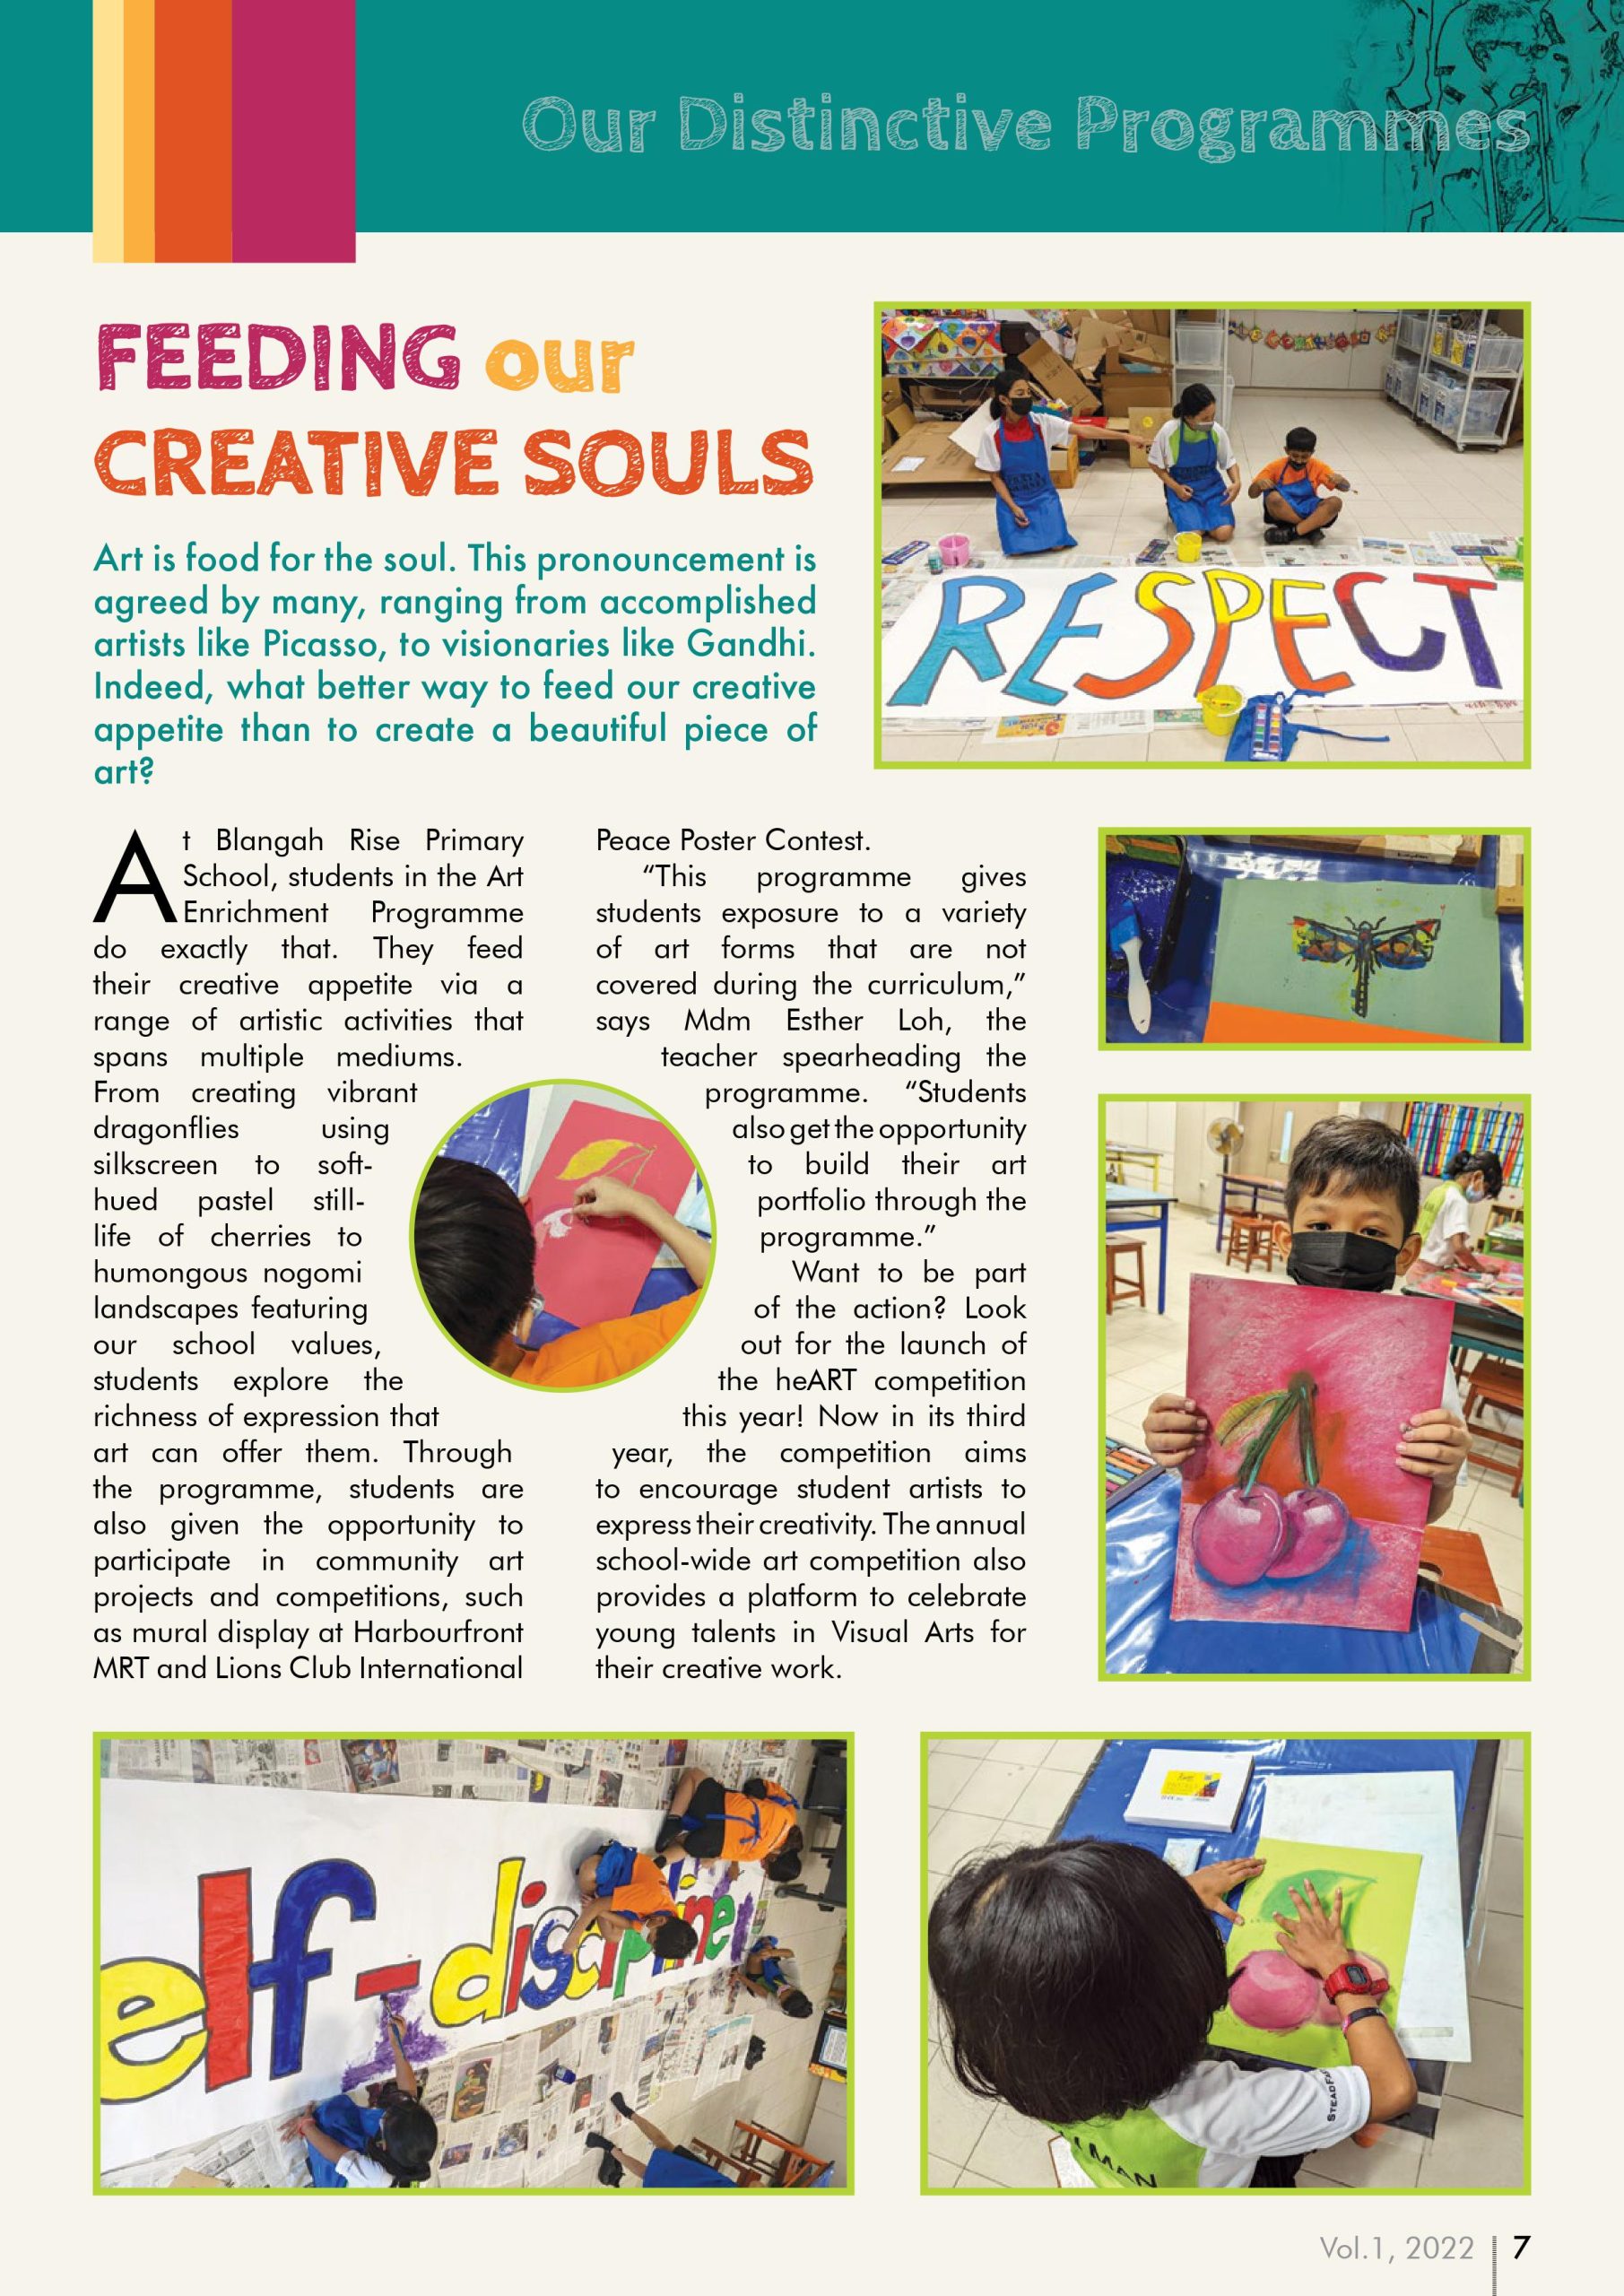 Our Distinctive Programmes
FEEDING our
CREATIVE SOULS
Art is food for the soul. This pronouncement is
agreed by many, ranging from accomplished
artists like Picasso, to visionaries like Gandhi.
Indeed, what better way to feed our creative
appetite than to create a beautiful piece of
art?
RESPECT
At Blangah Rise Primary
School, students in the Art
Enrichment Programme
do exactly that. They feed
their creative appetite via a
range of artistic activities that
spans multiple mediums.
From creating vibrant
dragonflies using
silkscreen to soft-
hued pastel still-
life of cherries to
humongous nogomi
landscapes featuring
our school values,
students explore the
richness of expression that
art can offer them. Through
the programme, students are
also given the opportunity to
participate in community art
projects and competitions, such
as mural display at Harbourfront
MRT and Lions Club International
Peace Poster Contest.
“This programme gives
students exposure to a variety
of art forms that are not
covered during the curriculum,”
says Mdm Esther Loh, the
teacher spearheading the
programme. “Students
also get the opportunity
to build their art
portfolio through the
programme.”
Want to be part
of the action? Look
out for the launch of
the heART competition
this year! Now in its third
year, the competition aims
to encourage student artists to
express their creativity. The annual
school-wide art competition also
provides a platform to celebrate
young talents in Visual Arts for
their creative work.
elf-discipline
Vol.1, 2022 7